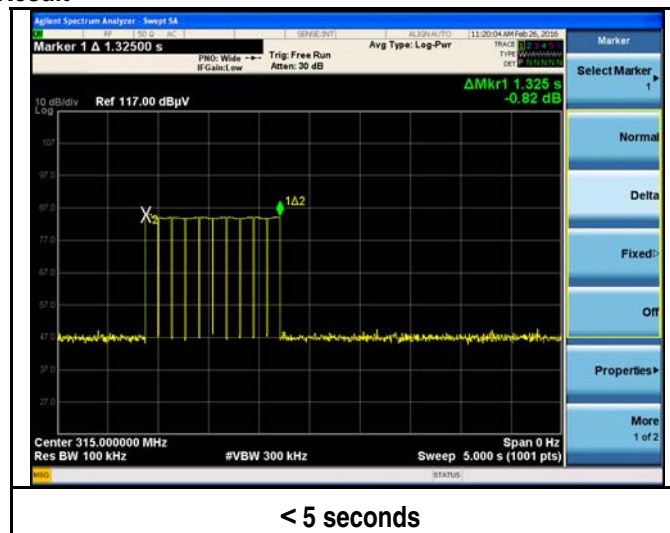 Result
Agilent Spectrum Analyzer - Swept SA
RF 50 Ω AC SENSE:INT ALIGNAUTO 11:20:04 AM Feb 26, 2016
Marker 1 Δ 1.32500 s
PNO: Wide
IFGain:Low
Trig: Free Run
Atten: 30 dB
Avg Type: Log-Pwr
TRACE 1 2 3 4 5 6
TYPE
DET P N N N N N
Marker
Select Marker
1
ΔMkr1 1.325 s
-0.82 dB
10 dB/div Ref 117.00 dBµV
Log
107
97.0
87.0
77.0
67.0
57.0
47.0
37.0
27.0
X2
1Δ2
Normal
Delta
Fixed
Off
Properties
More
1 of 2
Center 315.000000 MHz Span 0 Hz
Res BW 100 kHz #VBW 300 kHz Sweep 5.000 s (1001 pts)
MSG STATUS
< 5 seconds